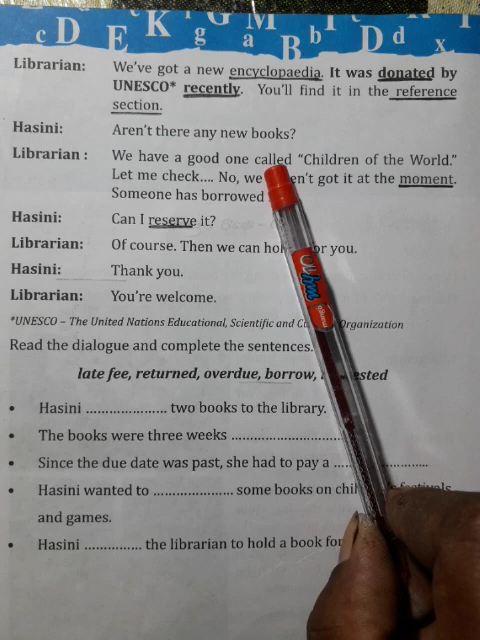 c D E K g G a M B b I D d K x T
Librarian: We've got a new encyclopaedia. It was donated by
UNESCO* recently. You'll find it in the reference
section.
Hasini: Aren't there any new books?
Librarian : We have a good one called "Children of the World."
Let me check.... No, we got it at the moment.
Someone has borrowed
Hasini: Can I reserve it?
Librarian: Of course. Then we can for you.
Hasini: Thank you.
Librarian: You're welcome.
*UNESCO – The United Nations Educational, Scientific and Organization
Read the dialogue and complete the sentences.
late fee, returned, overdue, borrow,
• Hasini ..................... two books to the library.
• The books were three weeks ............................
• Since the due date was past, she had to pay a ........................
• Hasini wanted to ..................... some books on
and games.
• Hasini ............... the librarian to hold a book for